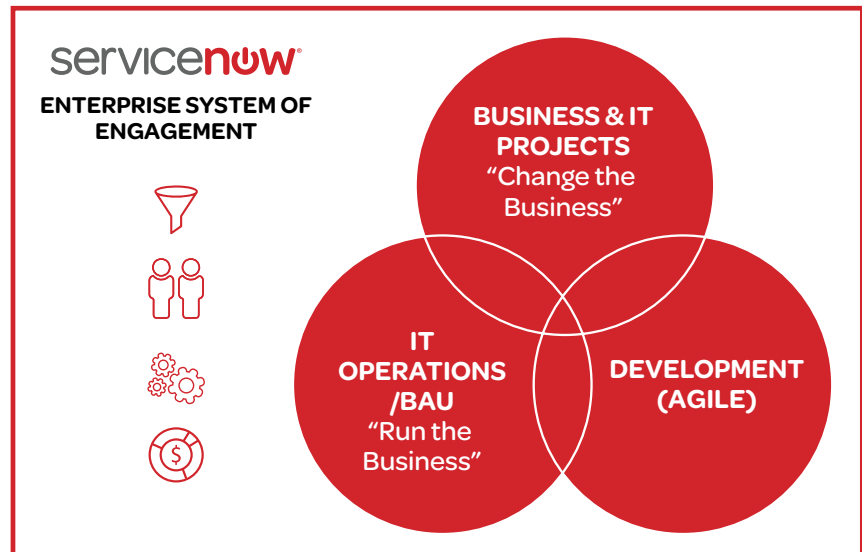 servicenow®
ENTERPRISE SYSTEM OF
ENGAGEMENT
$
BUSINESS & IT
PROJECTS
“Change the
Business”
IT
OPERATIONS
/BAU
“Run the
Business”
DEVELOPMENT
(AGILE)